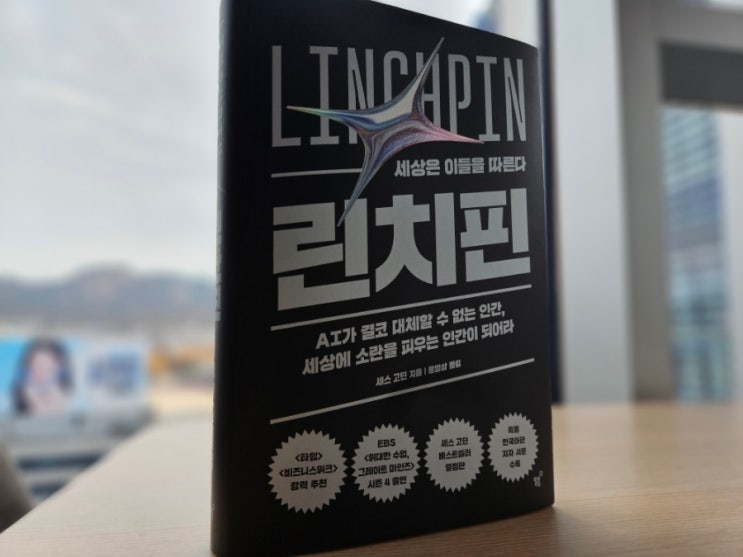 LINCHPIN
세상은 이들을 따른다
린치핀
AI가 결코 대체할 수 없는 인간,
세상에 소란을 피우는 인간이 되어라
세스 고딘 지음 | 윤영삼 옮김
<타임>
<비즈니스위크>
강력 추천
EBS
<위대한 수업,
그레이트 마인즈>
시즌 4 출연
세스 고딘
베스트셀러
결정판
특별
한국어판
저자 서문
수록